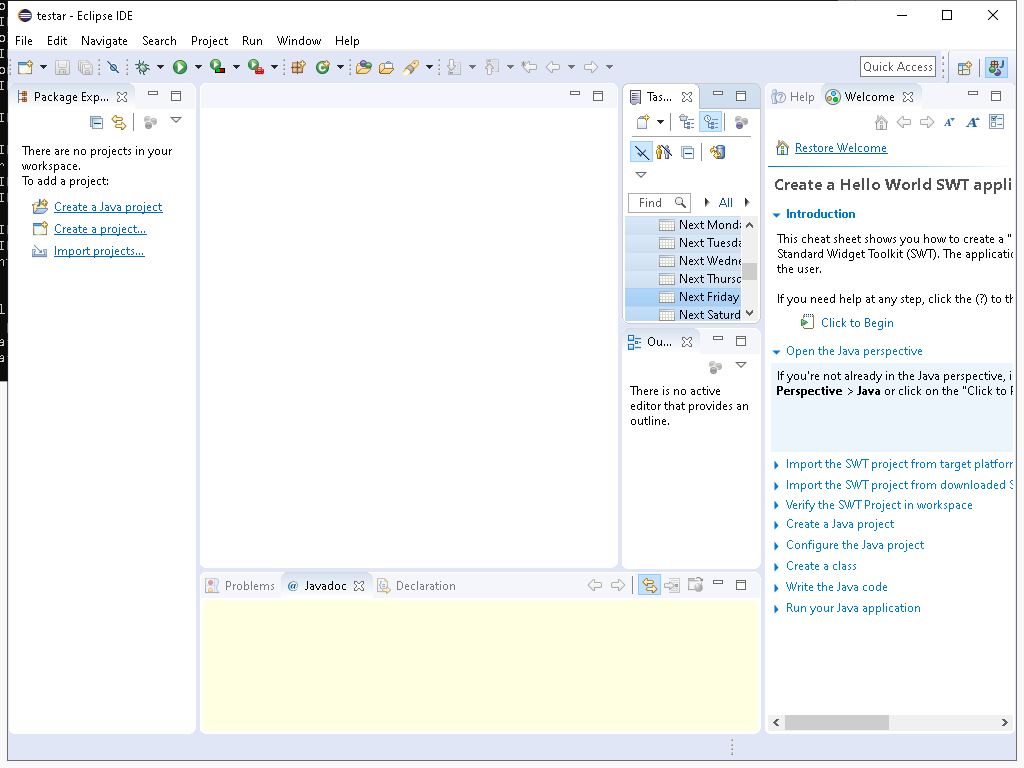 testar - Eclipse IDE
File Edit Navigate Search Project Run Window Help
Quick Access
Package Exp...
There are no projects in your
workspace.
To add a project:
Create a Java project
Create a project...
Import projects...
Tas...
Find
All
Next Monda
Next Tuesda
Next Wedne
Next Thursd
Next Friday
Next Saturd
Ou...
There is no active
editor that provides an
outline.
Problems
@ Javadoc
Declaration
Help
Welcome
Restore Welcome
Create a Hello World SWT appli
Introduction
This cheat sheet shows you how to create a "
Standard Widget Toolkit (SWT). The applicatio
the user.
If you need help at any step, click the (?) to th
Click to Begin
Open the Java perspective
If you're not already in the Java perspective, i
Perspective > Java or click on the "Click to P
Import the SWT project from target platform
Import the SWT project from downloaded S
Verify the SWT Project in workspace
Create a Java project
Configure the Java project
Create a class
Write the Java code
Run your Java application